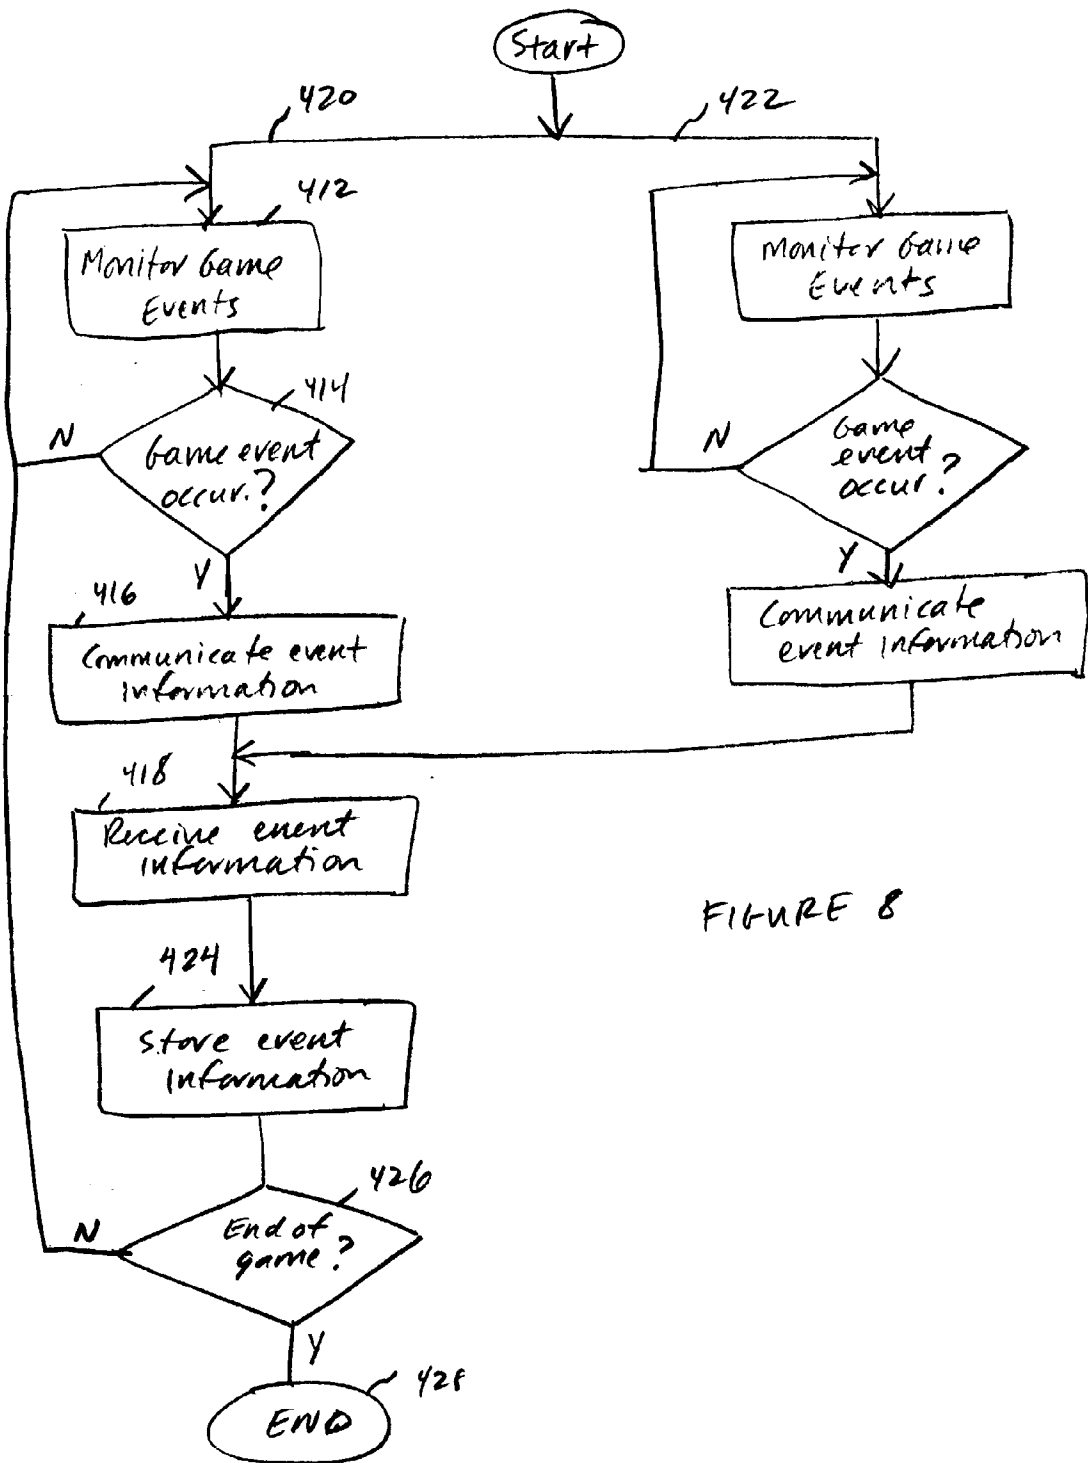 Start
420
422
412
Monitor Game
Events
Monitor Game
Events
414
N
Game event
occur.?
N
Game
event
occur?
Y
Y
416
Communicate event
information
Communicate
event information
418
Receive event
information
FIGURE 8
424
Store event
information
426
N
End of
game?
Y
428
END